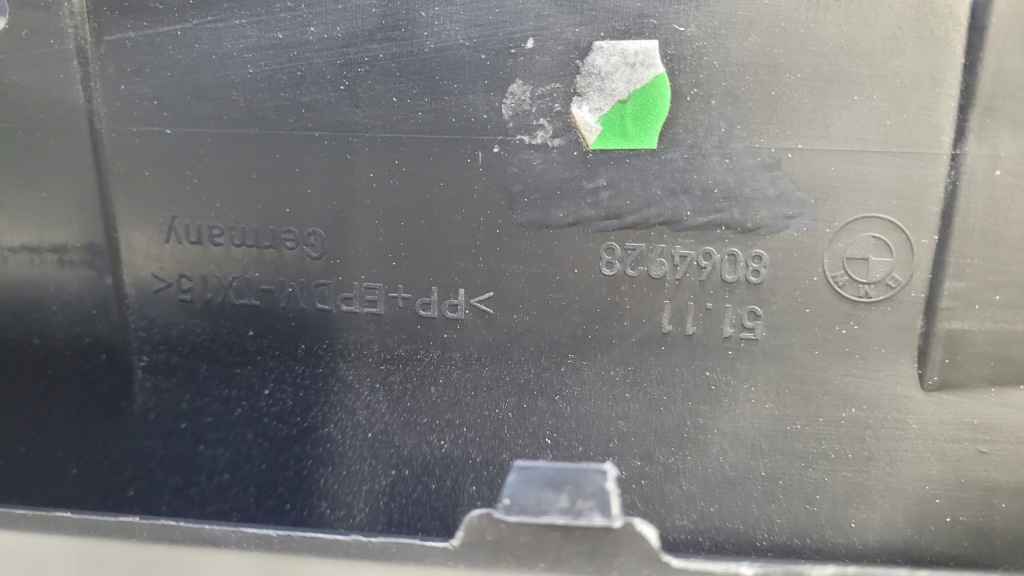 BMW
51.11
8064928
>PP+EPDM-TX15<
Germany